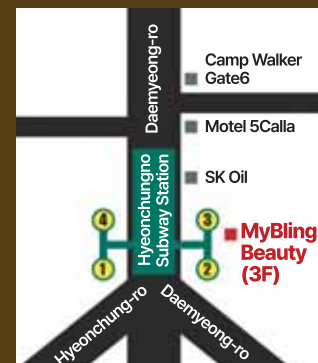 Daemyeong-ro
Camp Walker
Gate6
Motel 5Calla
Hyeonchungno
Subway Station
SK Oil
4
3
MyBling
Beauty
(3F)
1
2
Hyeonchung-ro
Daemyeong-ro